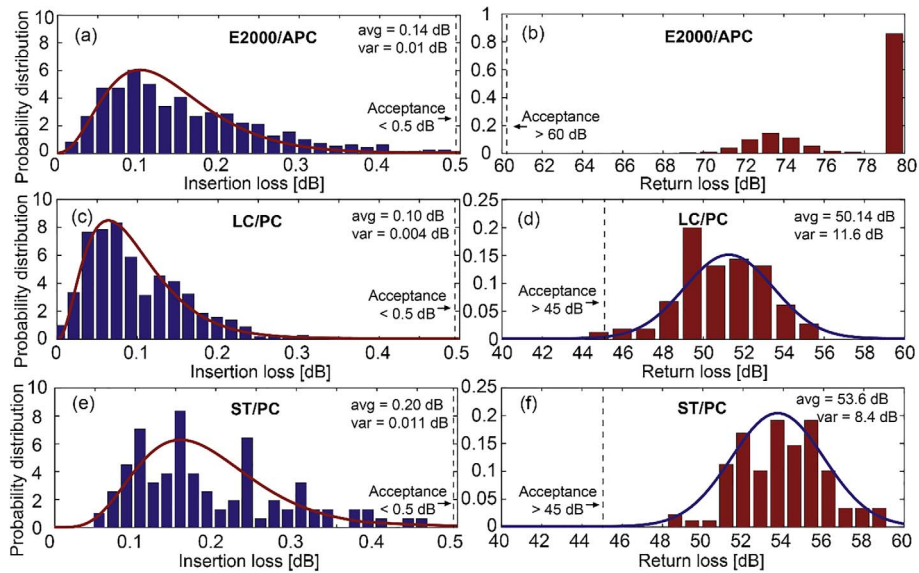 (a)
E2000/APC
avg = 0.14 dB
var = 0.01 dB
Acceptance
< 0.5 dB
Probability distribution
10
8
6
4
2
0
0
0.1
0.2
0.3
0.4
0.5
Insertion loss [dB]
(b)
E2000/APC
Acceptance
> 60 dB
1
0.8
0.6
0.4
0.2
0
60 62 64 66 68 70 72 74 76 78 80
Return loss [dB]
(c)
LC/PC
avg = 0.10 dB
var = 0.004 dB
Acceptance
< 0.5 dB
Probability distribution
10
8
6
4
2
0
0
0.1
0.2
0.3
0.4
0.5
Insertion loss [dB]
(d)
LC/PC
avg = 50.14 dB
var = 11.6 dB
Acceptance
> 45 dB
0.25
0.2
0.15
0.1
0.05
0
40 42 44 46 48 50 52 54 56 58 60
Return loss [dB]
(e)
ST/PC
avg = 0.20 dB
var = 0.011 dB
Acceptance
< 0.5 dB
Probability distribution
10
8
6
4
2
0
0
0.1
0.2
0.3
0.4
0.5
Insertion loss [dB]
(f)
ST/PC
avg = 53.6 dB
var = 8.4 dB
Acceptance
> 45 dB
0.25
0.2
0.15
0.1
0.05
0
40 42 44 46 48 50 52 54 56 58 60
Return loss [dB]